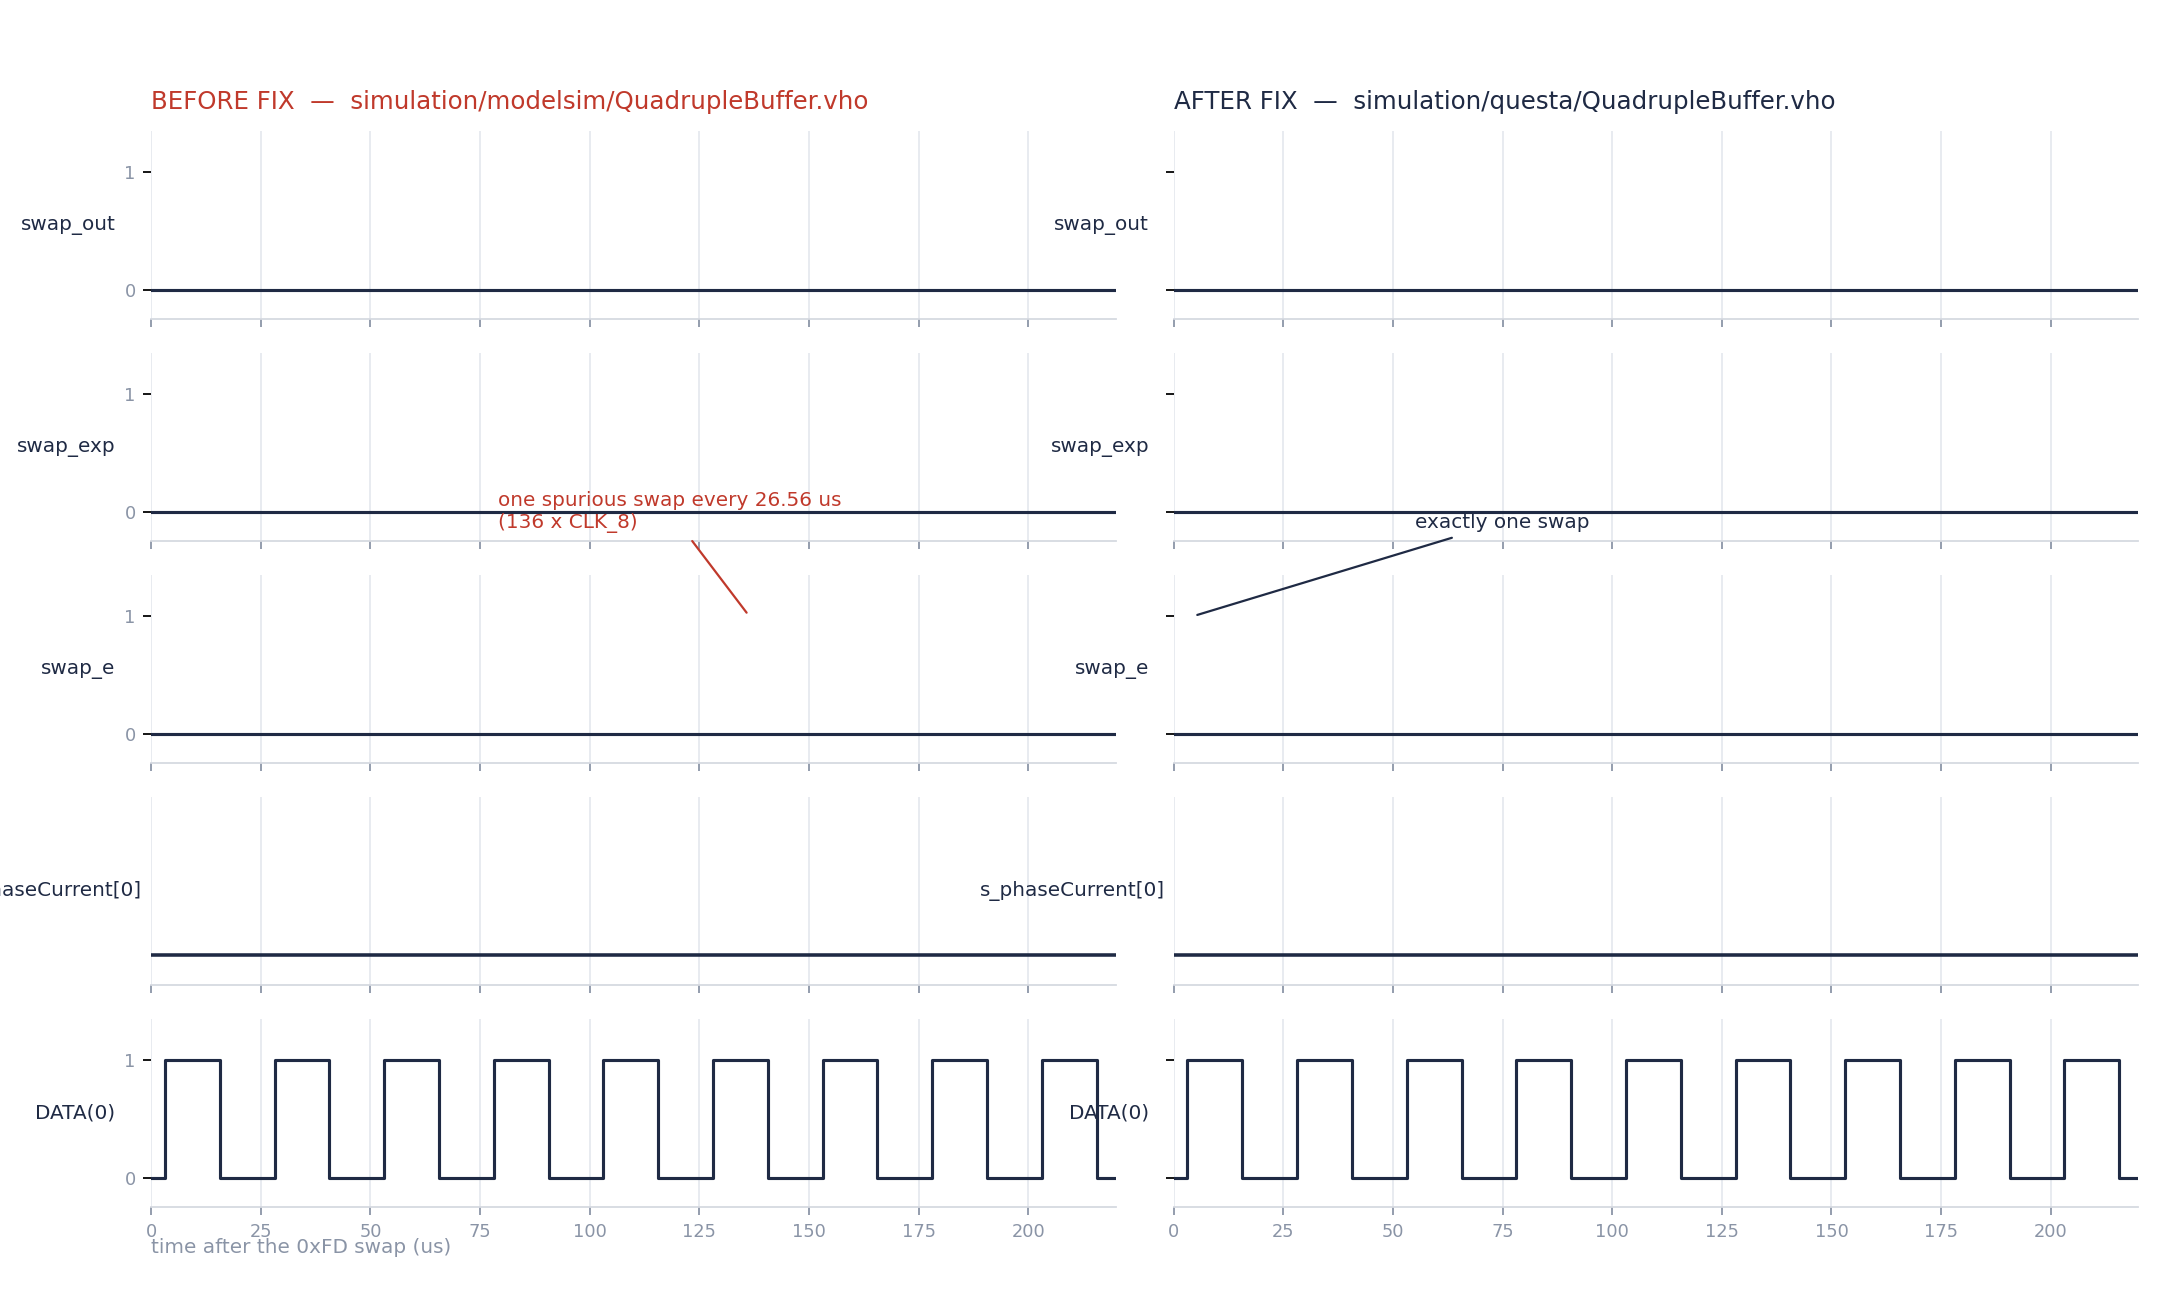 BEFORE FIX — simulation/modelsim/QuadrupleBuffer.vho
1
swap_out
0
1
swap_exp
0
one spurious swap every 26.56 us
(136 x CLK_8)
1
swap_e
0
haseCurrent[0]
1
DATA(0)
0
0 25 50 75 100 125 150 175 200
time after the 0xFD swap (us)
AFTER FIX — simulation/questa/QuadrupleBuffer.vho
swap_out
swap_exp
exactly one swap
swap_e
s_phaseCurrent[0]
DATA(0)
0 25 50 75 100 125 150 175 200